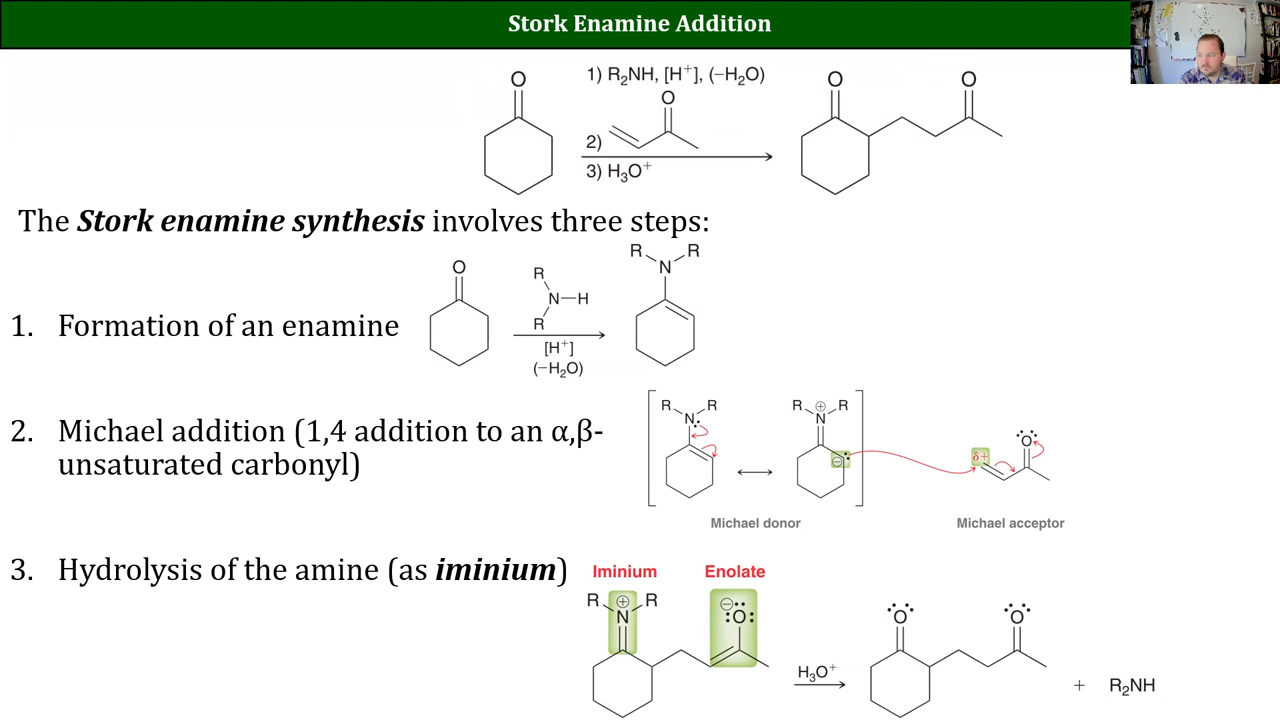 Stork Enamine Addition
O
1) R₂NH, [H⁺], (−H₂O)
O
2)
3) H₃O⁺
O
O
The Stork enamine synthesis involves three steps:
1. Formation of an enamine
O
R
N—H
R
[H⁺]
(−H₂O)
R
R
N
2. Michael addition (1,4 addition to an α,β-
unsaturated carbonyl)
R
R
N
R
⊕
R
N
⊖
δ+
O
Michael donor
Michael acceptor
3. Hydrolysis of the amine (as iminium)
Iminium
Enolate
R
⊕
R
N
⊖
O
H₃O⁺
O
O
+ R₂NH